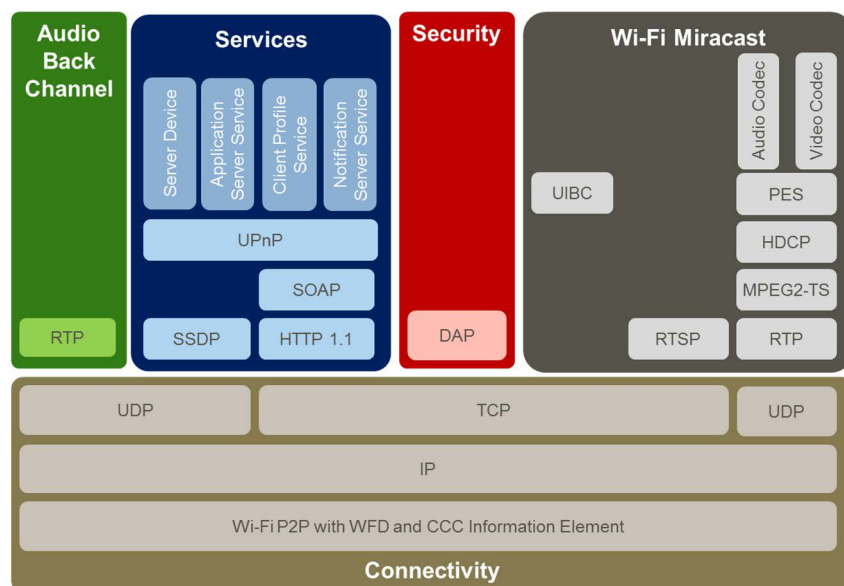 Audio
Back
Channel
Services
Security
Wi-Fi Miracast
Server Device
Application
Server Service
Client Profile
Service
Notification
Server Service
Audio Codec
Video Codec
UIBC
PES
UPnP
HDCP
SOAP
MPEG2-TS
RTP
SSDP
HTTP 1.1
DAP
RTSP
RTP
UDP
TCP
UDP
IP
Wi-Fi P2P with WFD and CCC Information Element
Connectivity